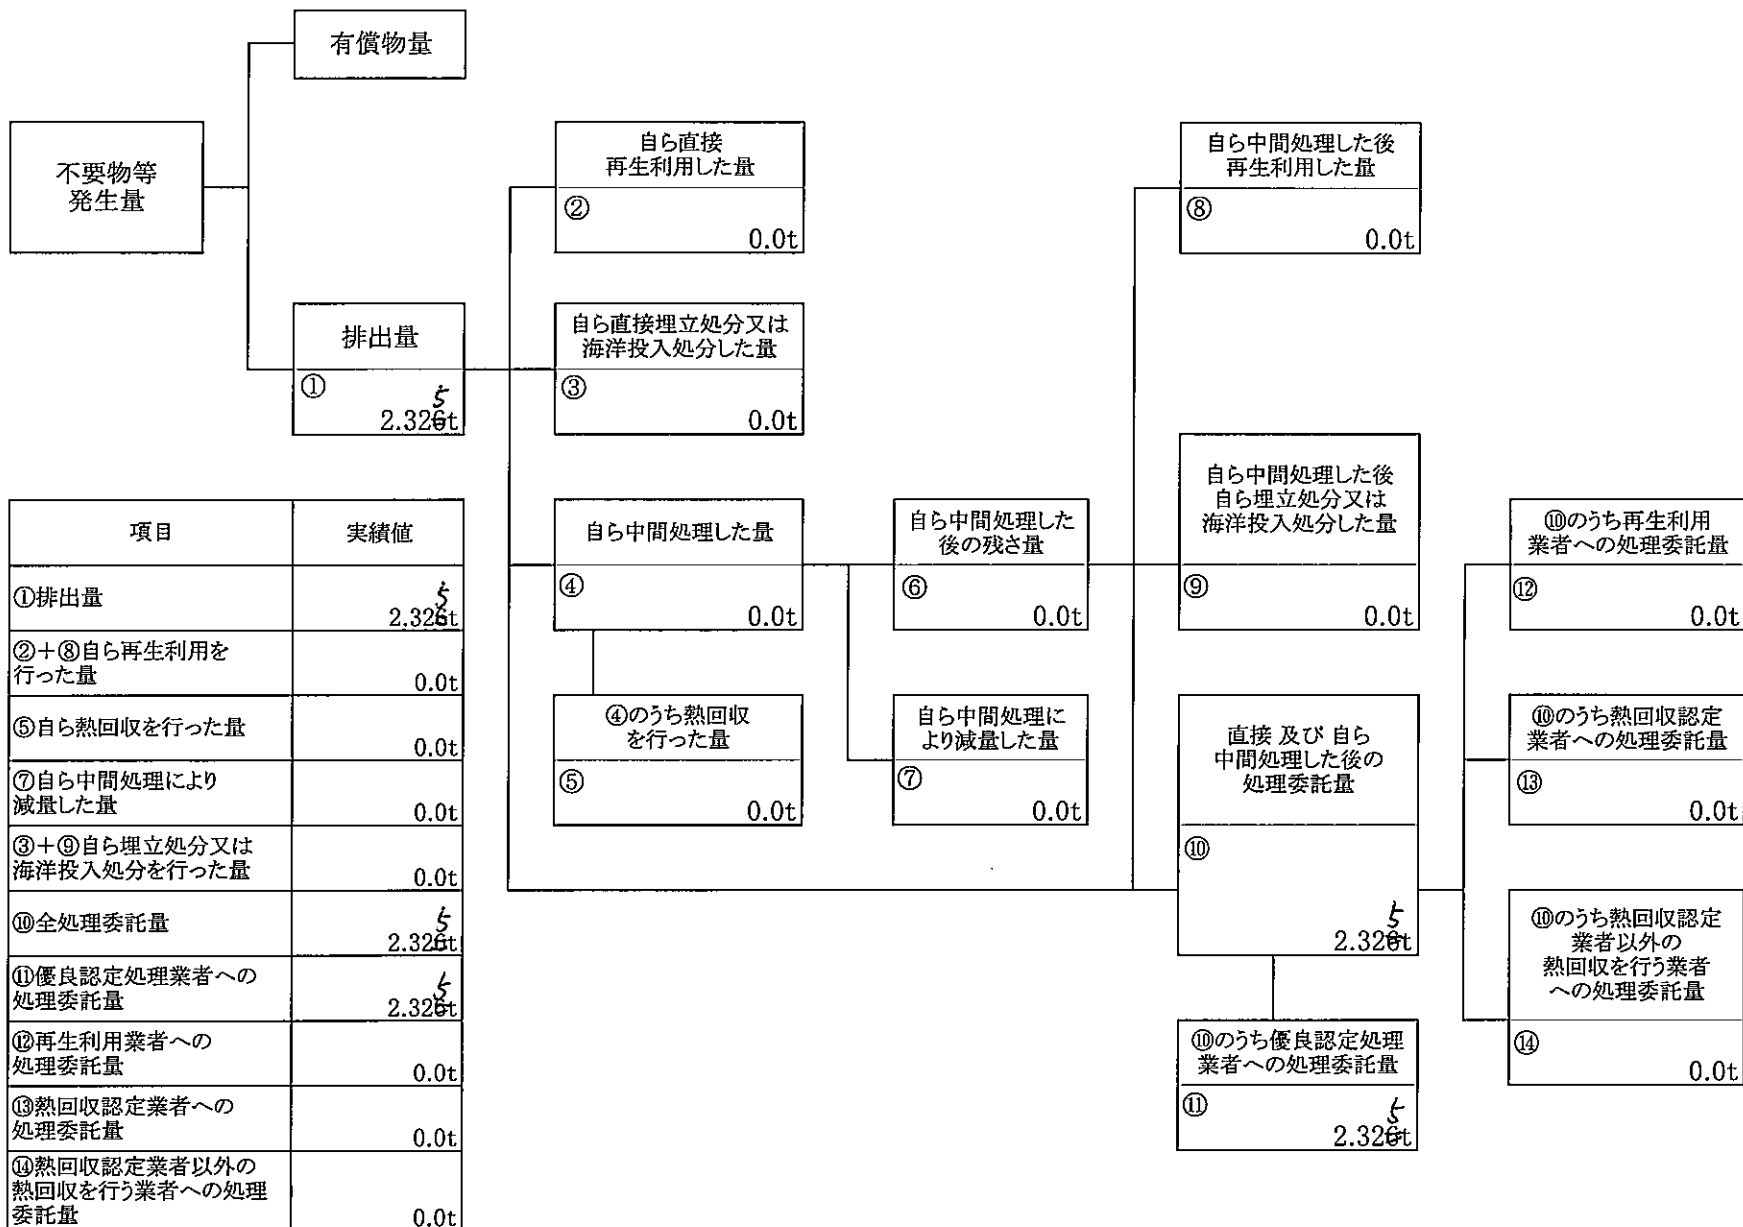 有償物量
不要物等
発生量
自ら直接
再生利用した量
②
0.0t
自ら中間処理した後
再生利用した量
⑧
0.0t
排出量
①
5
2.326t
自ら直接埋立処分又は
海洋投入処分した量
③
0.0t
自ら中間処理した量
④
0.0t
自ら中間処理した
後の残さ量
⑥
0.0t
自ら中間処理した後
自ら埋立処分又は
海洋投入処分した量
⑨
0.0t
⑩のうち再生利用
業者への処理委託量
⑫
0.0t
④のうち熱回収
を行った量
⑤
0.0t
自ら中間処理に
より減量した量
⑦
0.0t
直接 及び 自ら
中間処理した後の
処理委託量
⑩
5
2.326t
⑩のうち熱回収認定
業者への処理委託量
⑬
0.0t
⑩のうち熱回収認定
業者以外の
熱回収を行う業者
への処理委託量
⑭
0.0t
⑩のうち優良認定処理
業者への処理委託量
⑪
5
2.326t
項目 実績値
①排出量
5
2.326t
②+⑧自ら再生利用を
行った量
0.0t
⑤自ら熱回収を行った量
0.0t
⑦自ら中間処理により
減量した量
0.0t
③+⑨自ら埋立処分又は
海洋投入処分を行った量
0.0t
⑩全処理委託量
5
2.326t
⑪優良認定処理業者への
処理委託量
5
2.326t
⑫再生利用業者への
処理委託量
0.0t
⑬熱回収認定業者への
処理委託量
0.0t
⑭熱回収認定業者以外の
熱回収を行う業者への処理
委託量
0.0t